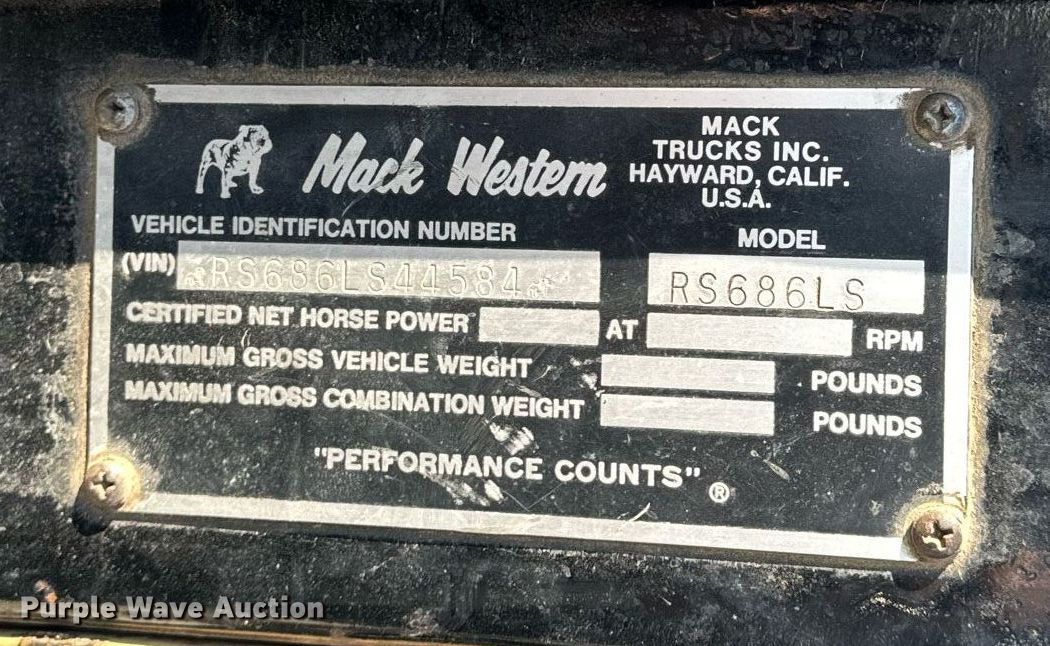 Mack Western
MACK
TRUCKS INC.
HAYWARD, CALIF.
U.S.A.
VEHICLE IDENTIFICATION NUMBER
MODEL
(VIN) RS686LS44584
RS686LS
CERTIFIED NET HORSE POWER AT RPM
MAXIMUM GROSS VEHICLE WEIGHT POUNDS
MAXIMUM GROSS COMBINATION WEIGHT POUNDS
"PERFORMANCE COUNTS" ®
Purple Wave Auction